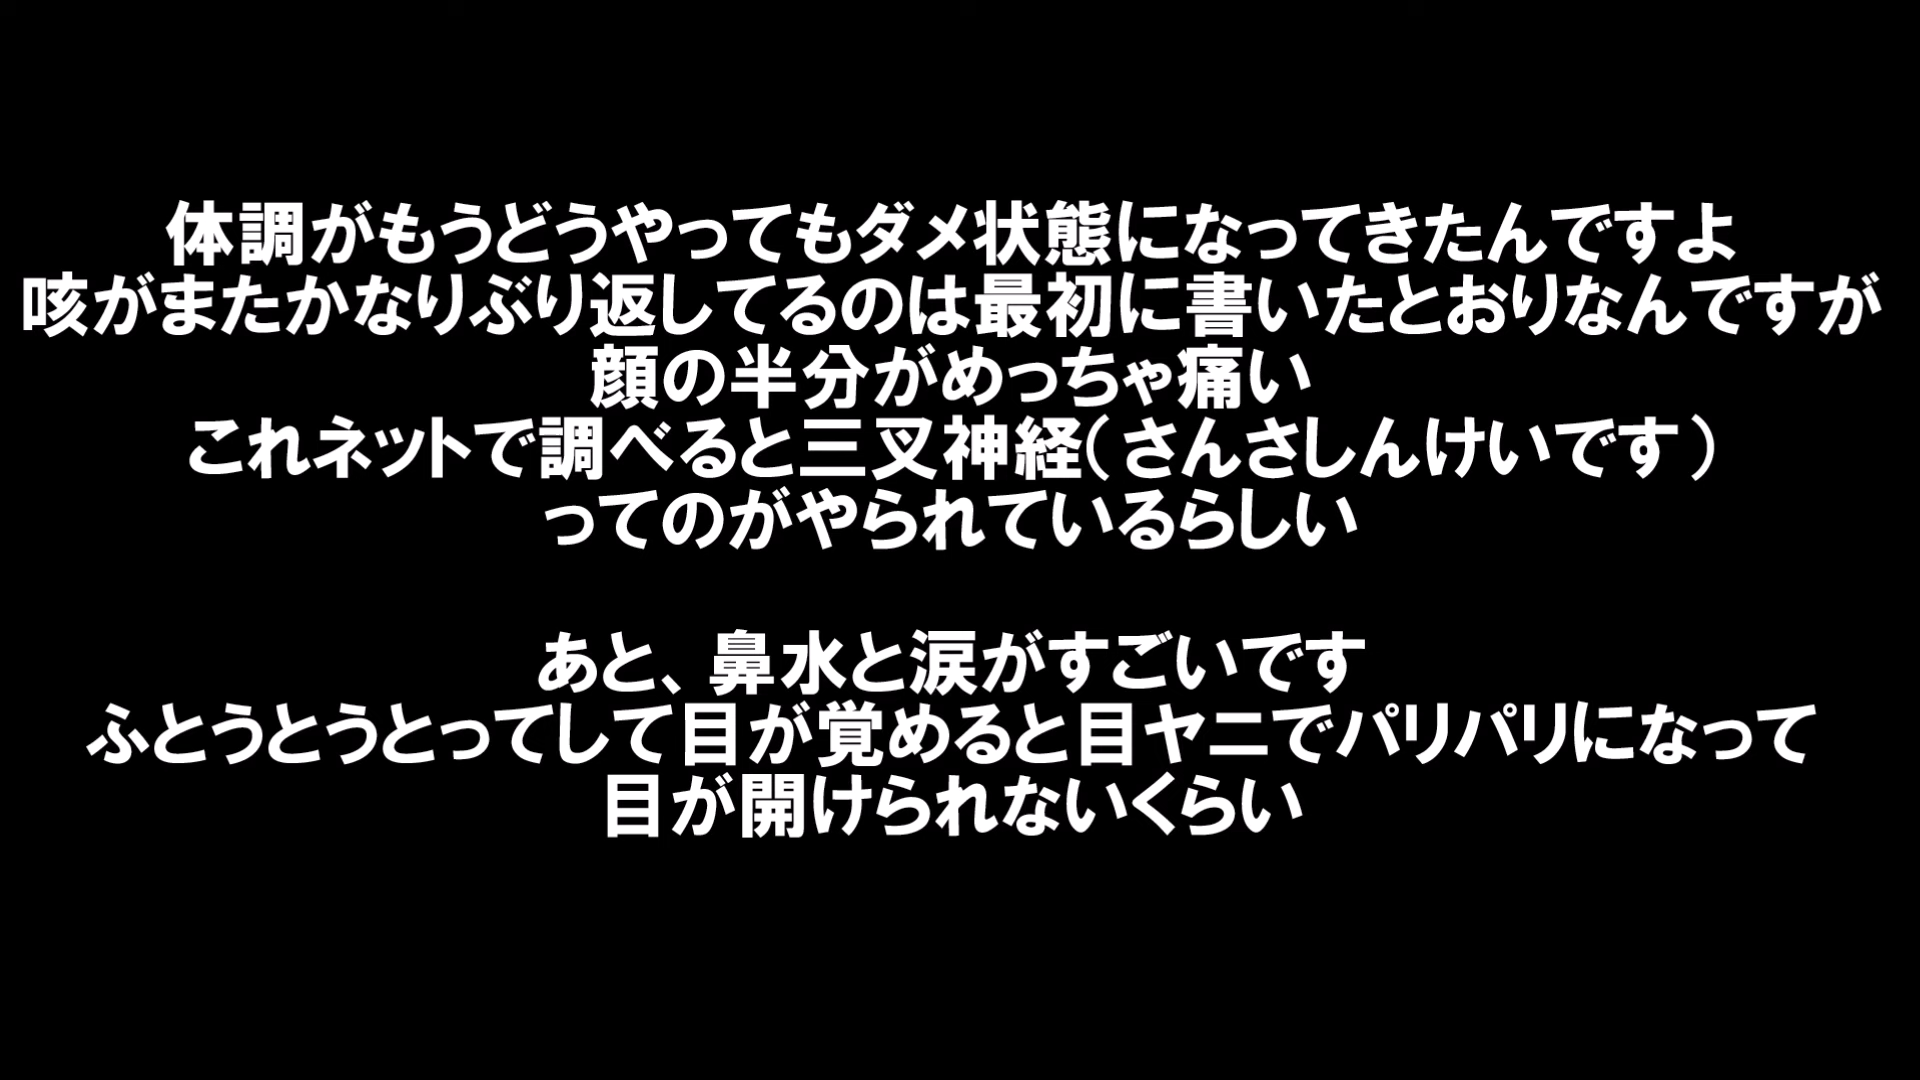 体調がもうどうやってもダメ状態になってきたんですよ
咳がまたかなりぶり返してるのは最初に書いたとおりなんですが
顔の半分がめっちゃ痛い
これネットで調べると三叉神経(さんさしんけいです)
ってのがやられているらしい
あと、鼻水と涙がすごいです
ふとうとうとってして目が覚めると目ヤニでパリパリになって
目が開けられないくらい